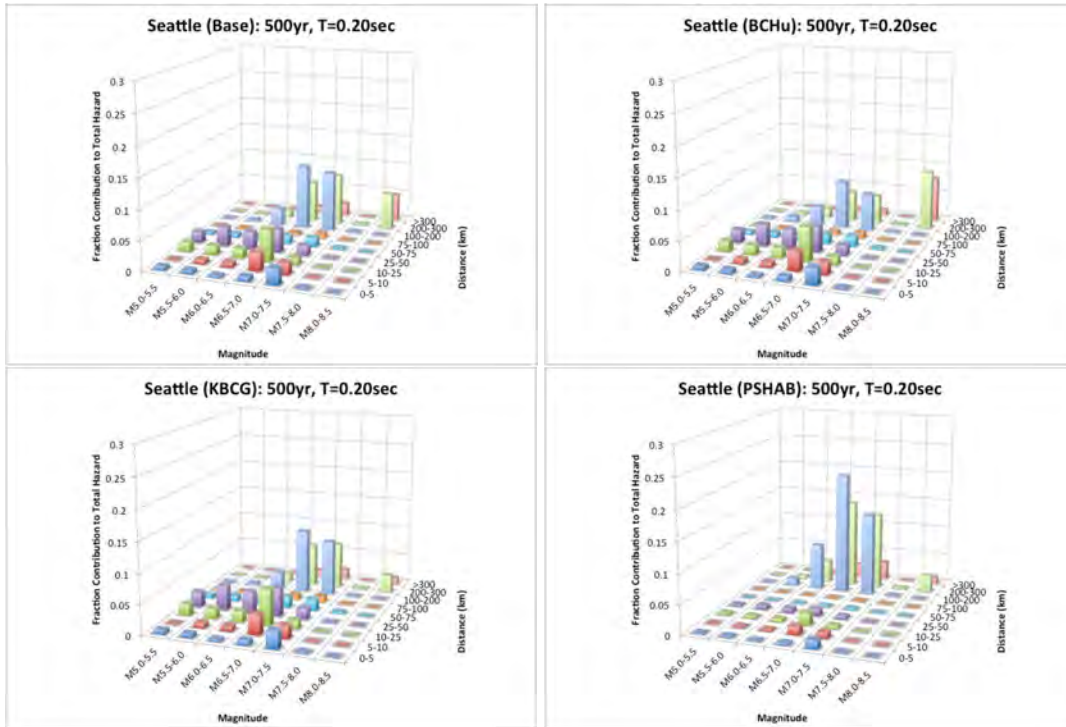 Seattle (Base): 500yr, T=0.20sec
Fraction Contribution to Total Hazard
0.3
0.25
0.2
0.15
0.1
0.05
0
M5.0-5.5
M5.5-6.0
M6.0-6.5
M6.5-7.0
M7.0-7.5
M7.5-8.0
M8.0-8.5
Magnitude
>300
200-300
100-200
75-100
50-75
25-50
10-25
5-10
0-5
Distance (km)
Seattle (BCHu): 500yr, T=0.20sec
Fraction Contribution to Total Hazard
0.3
0.25
0.2
0.15
0.1
0.05
0
M5.0-5.5
M5.5-6.0
M6.0-6.5
M6.5-7.0
M7.0-7.5
M7.5-8.0
M8.0-8.5
Magnitude
>300
200-300
100-200
75-100
50-75
25-50
10-25
5-10
0-5
Distance (km)
Seattle (KBCG): 500yr, T=0.20sec
Fraction Contribution to Total Hazard
0.3
0.25
0.2
0.15
0.1
0.05
0
M5.0-5.5
M5.5-6.0
M6.0-6.5
M6.5-7.0
M7.0-7.5
M7.5-8.0
M8.0-8.5
Magnitude
>300
200-300
100-200
75-100
50-75
25-50
10-25
5-10
0-5
Distance (km)
Seattle (PSHAB): 500yr, T=0.20sec
Fraction Contribution to Total Hazard
0.3
0.25
0.2
0.15
0.1
0.05
0
M5.0-5.5
M5.5-6.0
M6.0-6.5
M6.5-7.0
M7.0-7.5
M7.5-8.0
M8.0-8.5
Magnitude
>300
200-300
100-200
75-100
50-75
25-50
10-25
5-10
0-5
Distance (km)